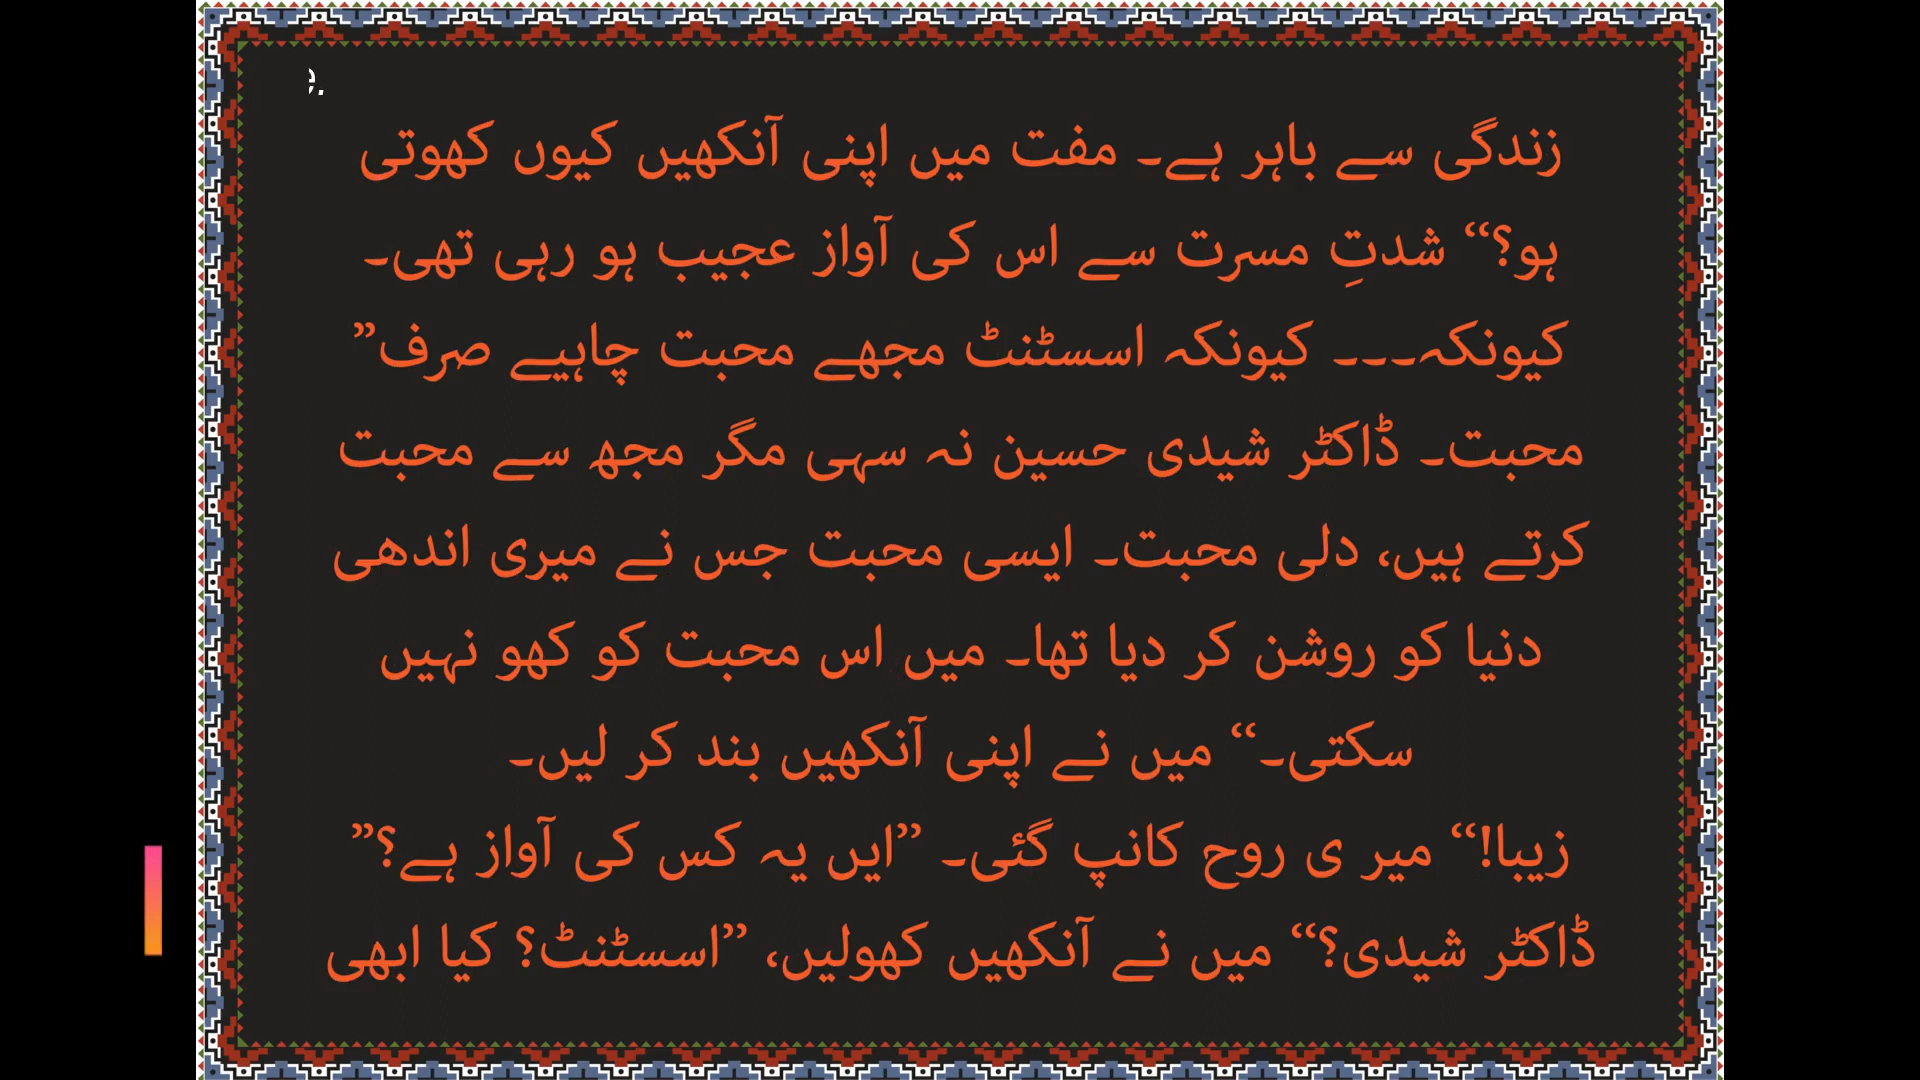 زندگی سے باہر ہے۔ مفت میں اپنی آنکھیں کیوں کھوتی
ہو؟‘‘ شدتِ مسرت سے اس کی آواز عجیب ہو رہی تھی۔
کیونکہ۔۔۔ کیونکہ اسسٹنٹ مجھے محبت چاہیے صرف’’
محبت۔ ڈاکٹر شیدی حسین نہ سہی مگر مجھ سے محبت
کرتے ہیں، دلی محبت۔ ایسی محبت جس نے میری اندھی
دنیا کو روشن کر دیا تھا۔ میں اس محبت کو کھو نہیں
سکتی۔‘‘ میں نے اپنی آنکھیں بند کر لیں۔
زیبا!‘‘ میر ی روح کانپ گئی۔ ’’ایں یہ کس کی آواز ہے؟’’
ڈاکٹر شیدی؟‘‘ میں نے آنکھیں کھولیں، ’’اسسٹنٹ؟ کیا ابھی